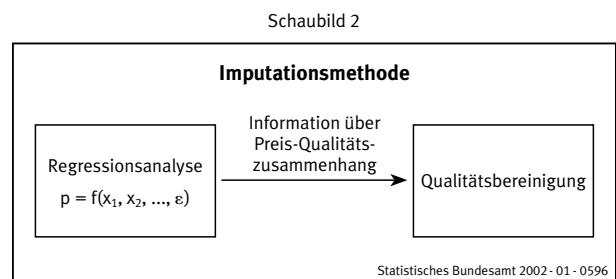 Schaubild 2
Imputationsmethode
Regressionsanalyse
p = f(x₁, x₂, ..., ε)
Information über
Preis-Qualitäts-
zusammenhang
Qualitätsbereinigung
Statistisches Bundesamt 2002 - 01 - 0596